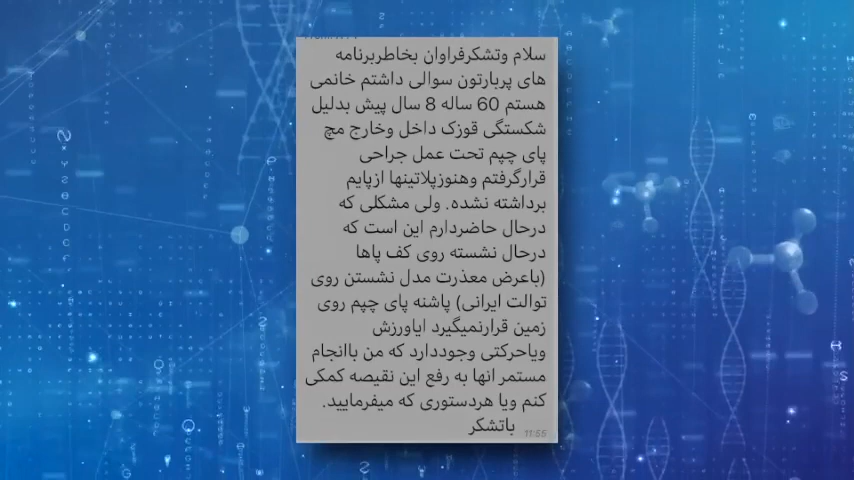 سلام وتشکرفراوان بخاطربرنامه
های پربارتون سوالی داشتم خانمی
هستم 60 ساله 8 سال پیش بدلیل
شکستگی قوزک داخل وخارج مچ
پای چپم تحت عمل جراحی
قرارگرفتم وهنوزپلاتینها ازپایم
برداشته نشده. ولی مشکلی که
درحال حاضردارم این است که
درحال نشسته روی کف پاها
(باعرض معذرت مدل نشستن روی
توالت ایرانی) پاشنه پای چپم روی
زمین قرارنمیگیرد ایاورزش
ویاحرکتی وجوددارد که من باانجام
مستمر انها به رفع این نقیصه کمکی
کنم ویا هردستوری که میفرمایید.
باتشکر
11:55